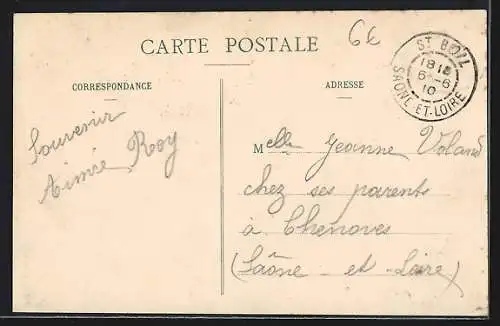 CARTE POSTALE
6€
CORRESPONDANCE
ADRESSE
ST BOIL
18 15
6-6
10
SAONE-ET-LOIRE
Souvenir
Aimée Roy
Melle Jeanne Voland
chez ses parents
à Chenoves
(Saône-et-Loire)